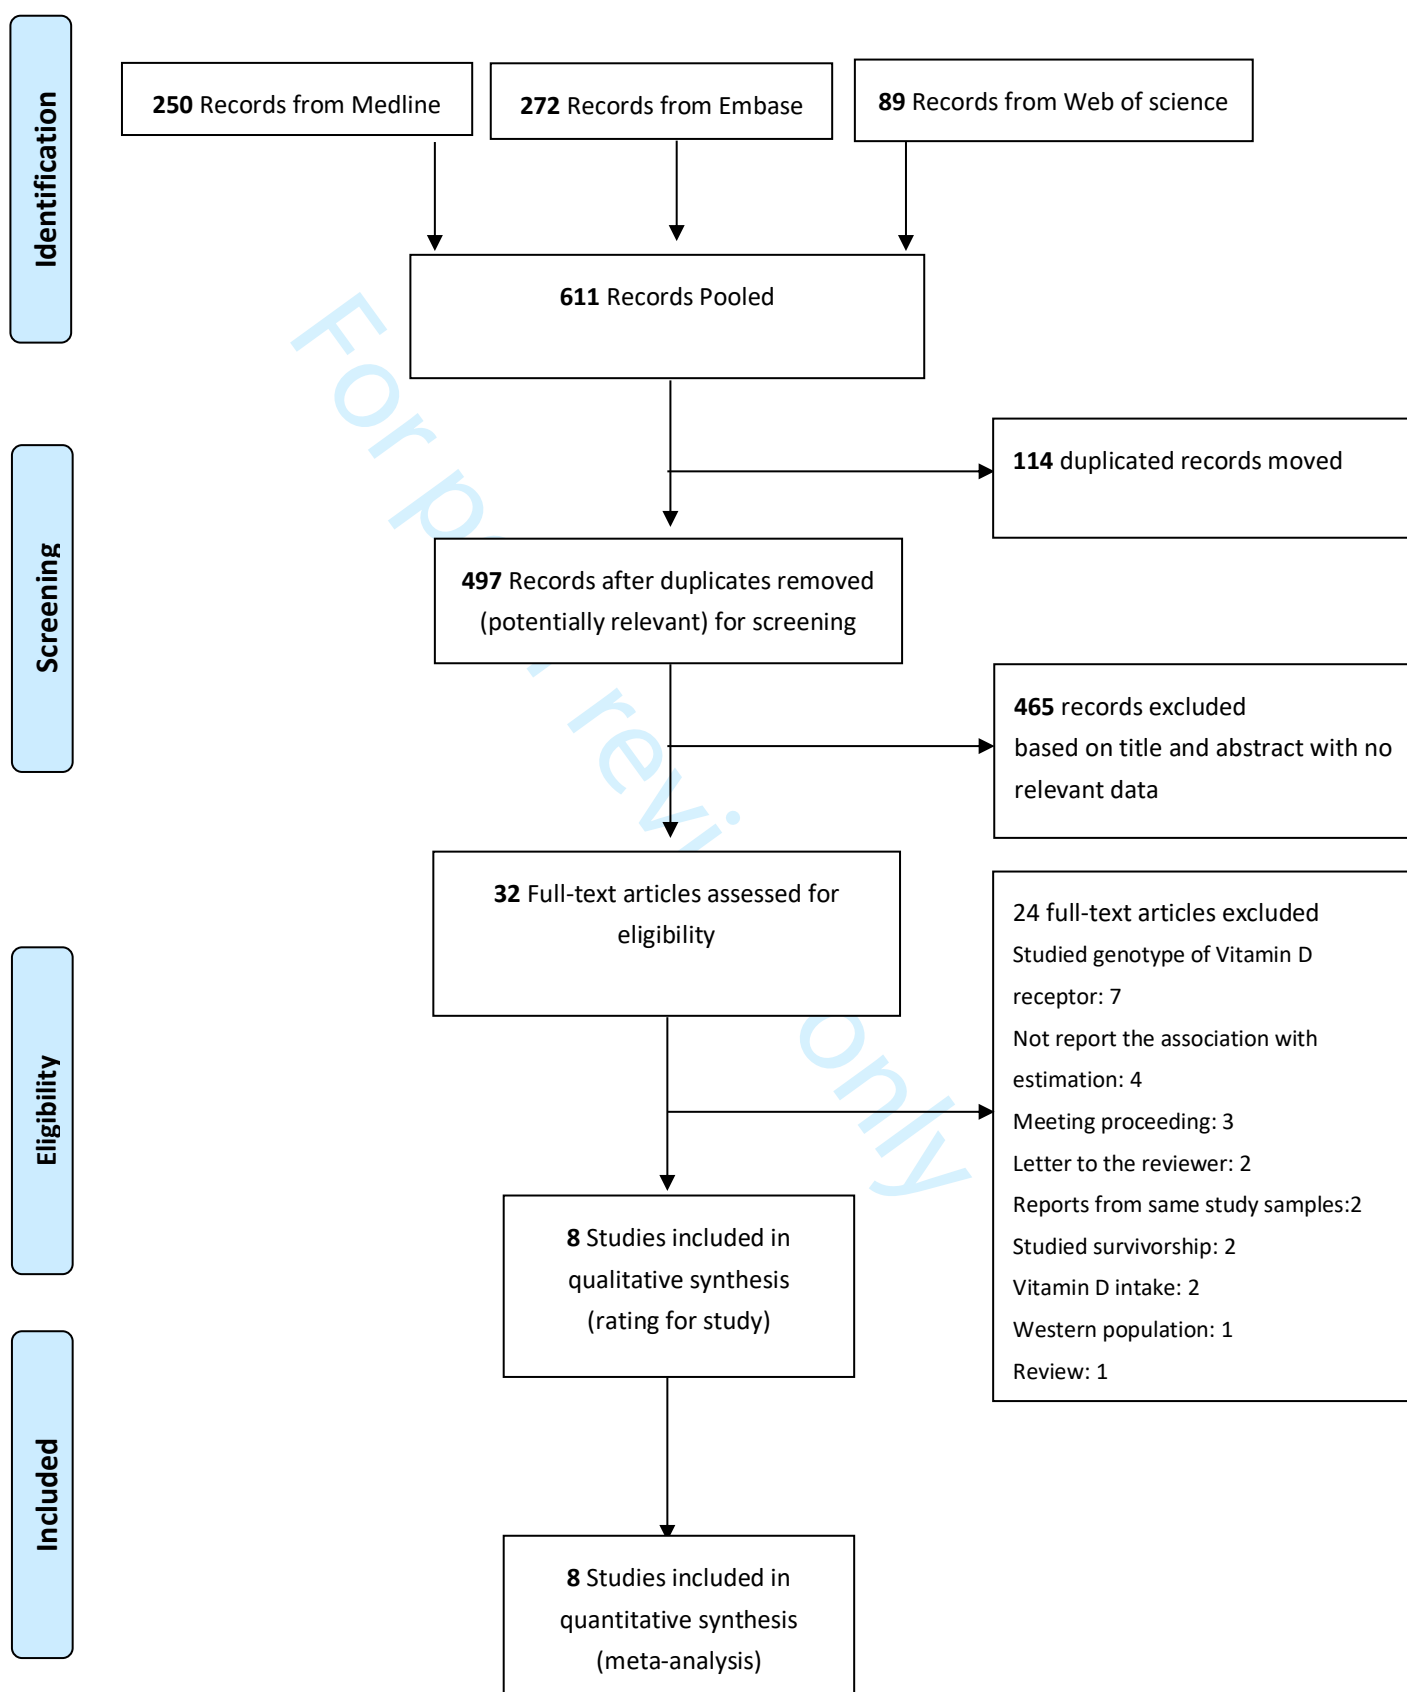 Identification
250 Records from Medline
272 Records from Embase
89 Records from Web of science
611 Records Pooled
Screening
114 duplicated records moved
497 Records after duplicates removed
(potentially relevant) for screening
465 records excluded
based on title and abstract with no
relevant data
Eligibility
32 Full-text articles assessed for
eligibility
24 full-text articles excluded
Studied genotype of Vitamin D
receptor: 7
Not report the association with
estimation: 4
Meeting proceeding: 3
Letter to the reviewer: 2
Reports from same study samples:2
Studied survivorship: 2
Vitamin D intake: 2
Western population: 1
Review: 1
8 Studies included in
qualitative synthesis
(rating for study)
Included
8 Studies included in
quantitative synthesis
(meta-analysis)
For
only